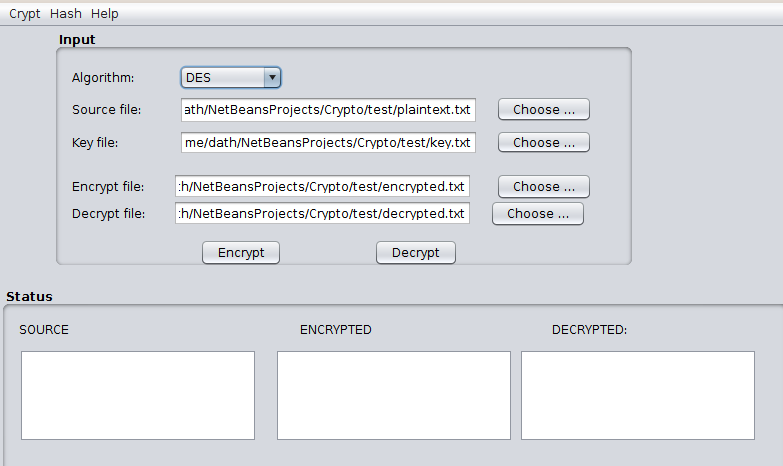 Crypt Hash Help
Input
Algorithm: DES
Source file: ath/NetBeansProjects/Crypto/test/plaintext.txt Choose ...
Key file: me/dath/NetBeansProjects/Crypto/test/key.txt Choose ...
Encrypt file: :h/NetBeansProjects/Crypto/test/encrypted.txt Choose ...
Decrypt file: :h/NetBeansProjects/Crypto/test/decrypted.txt Choose ...
Encrypt Decrypt
Status
SOURCE ENCRYPTED DECRYPTED: